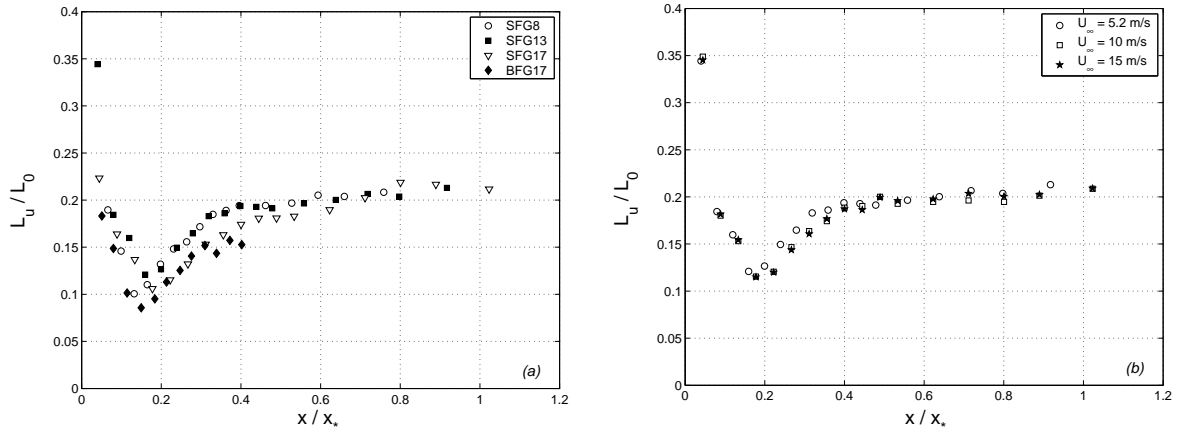 0.4
0.35
0.3
0.25
0.2
0.15
0.1
0.05
0
L_u / L_0
0 0.2 0.4 0.6 0.8 1 1.2
x / x_*
SFG8
SFG13
SFG17
BFG17
(a)
0.4
0.35
0.3
0.25
0.2
0.15
0.1
0.05
0
L_u / L_0
0 0.2 0.4 0.6 0.8 1 1.2
x / x_*
U_∞ = 5.2 m/s
U_∞ = 10 m/s
U_∞ = 15 m/s
(b)